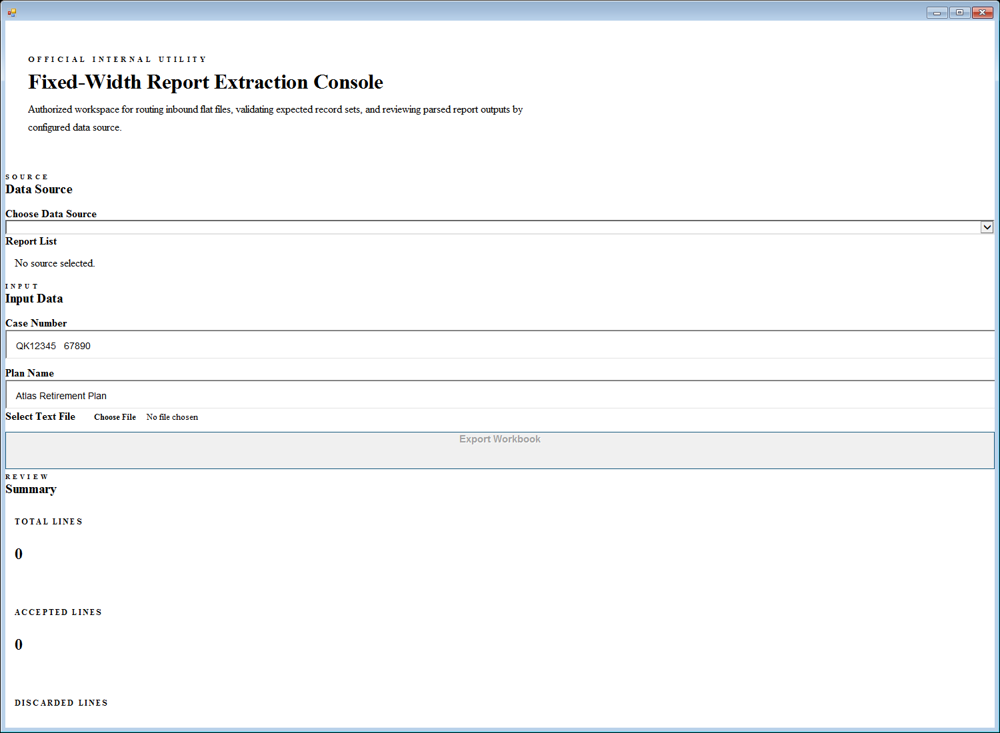 OFFICIAL INTERNAL UTILITY
Fixed-Width Report Extraction Console
Authorized workspace for routing inbound flat files, validating expected record sets, and reviewing parsed report outputs by
configured data source.
SOURCE
Data Source
Choose Data Source
Report List
No source selected.
INPUT
Input Data
Case Number
QK12345   67890
Plan Name
Atlas Retirement Plan
Select Text File Choose File No file chosen
Export Workbook
REVIEW
Summary
TOTAL LINES
0
ACCEPTED LINES
0
DISCARDED LINES